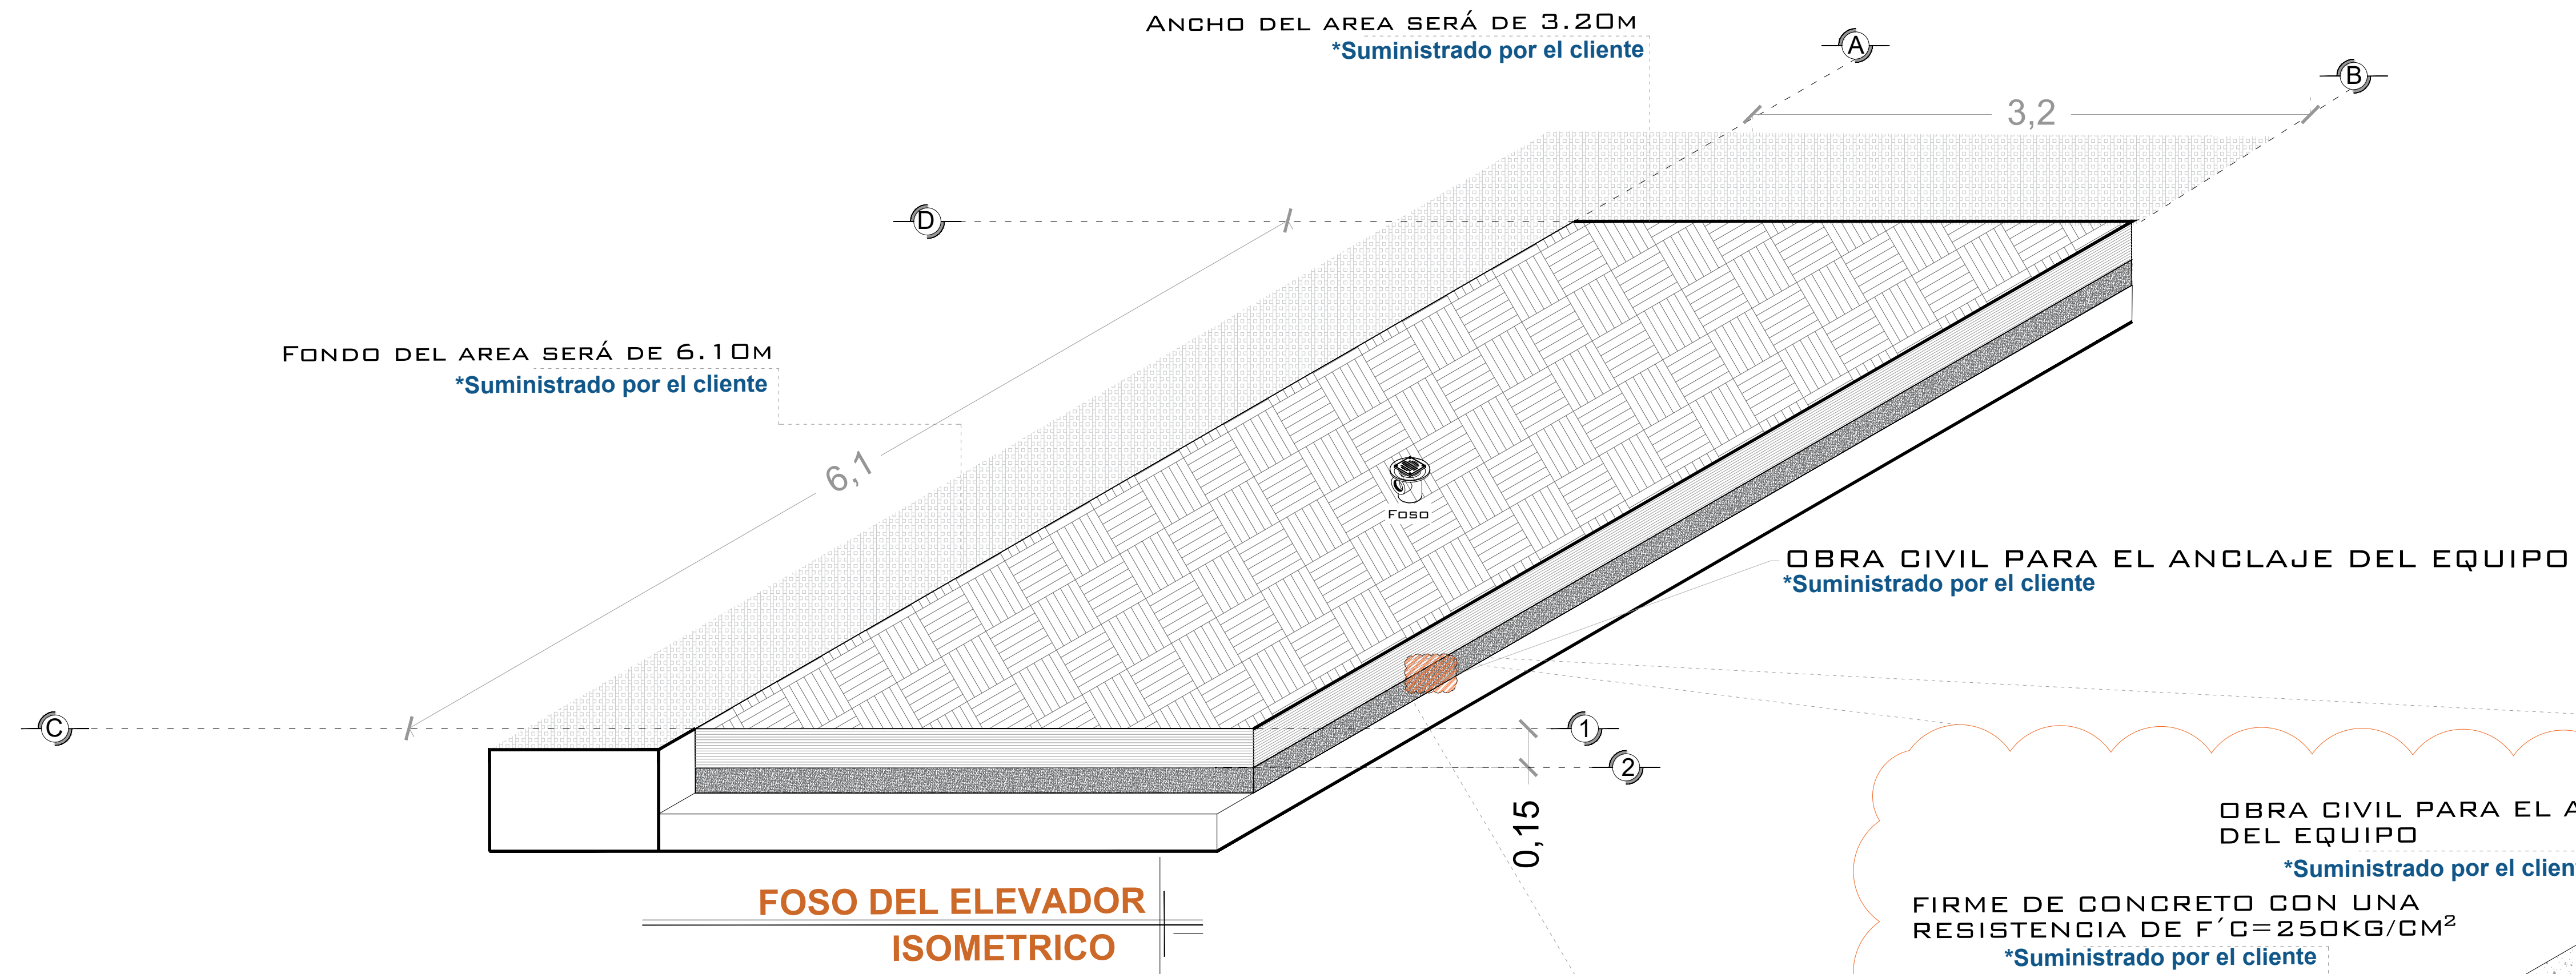 ANCHO DEL AREA SERÁ DE 3.20M
*Suministrado por el cliente
A
B
3,2
D
FONDO DEL AREA SERÁ DE 6.10M
*Suministrado por el cliente
6,1
FOSO
OBRA CIVIL PARA EL ANCLAJE DEL EQUIPO
*Suministrado por el cliente
C
1
2
0,15
OBRA CIVIL PARA EL A
DEL EQUIPO
*Suministrado por el clien
FIRME DE CONCRETO CON UNA
RESISTENCIA DE F´C=250KG/CM²
*Suministrado por el cliente
FOSO DEL ELEVADOR
ISOMETRICO